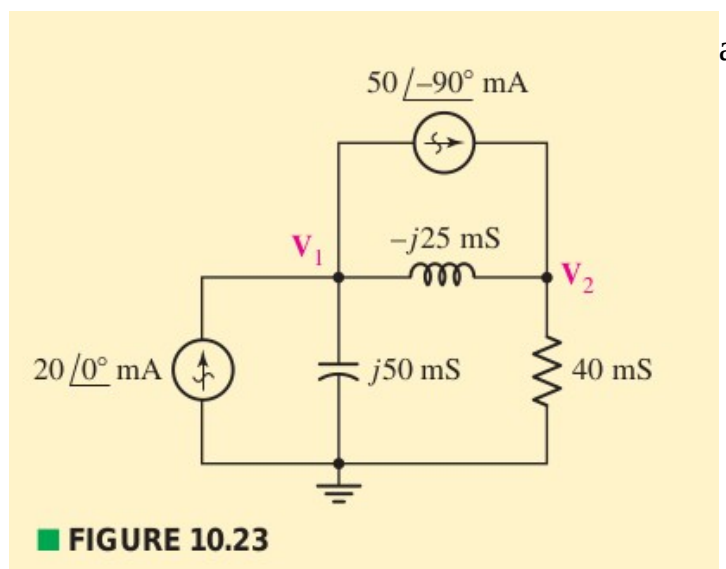 a
50/–90° mA
–j25 mS
V₁
V₂
20/0° mA
j50 mS
40 mS
FIGURE 10.23